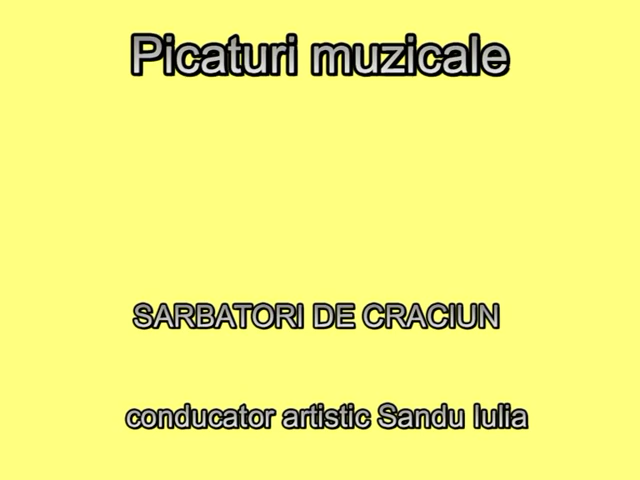 Picaturi muzicale
SARBATORI DE CRACIUN
conducator artistic Sandu Iulia